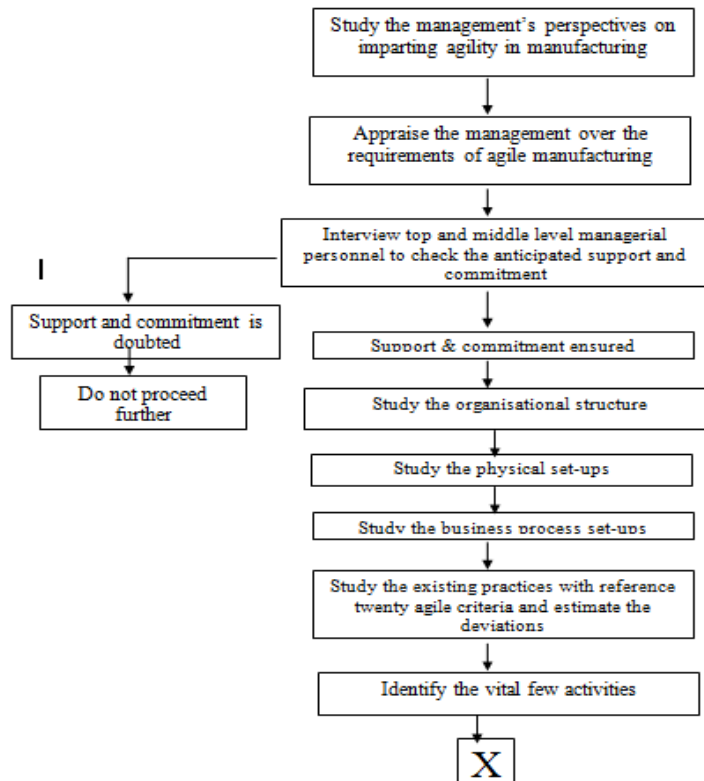 Study the management's perspectives on
imparting agility in manufacturing
Appraise the management over the
requirements of agile manufacturing
Interview top and middle level managerial
personnel to check the anticipated support and
commitment
I
Support and commitment is
doubted
Support & commitment ensured
Do not proceed
further
Study the organisational structure
Study the physical set-ups
Study the business process set-ups
Study the existing practices with reference
twenty agile criteria and estimate the
deviations
Identify the vital few activities
X